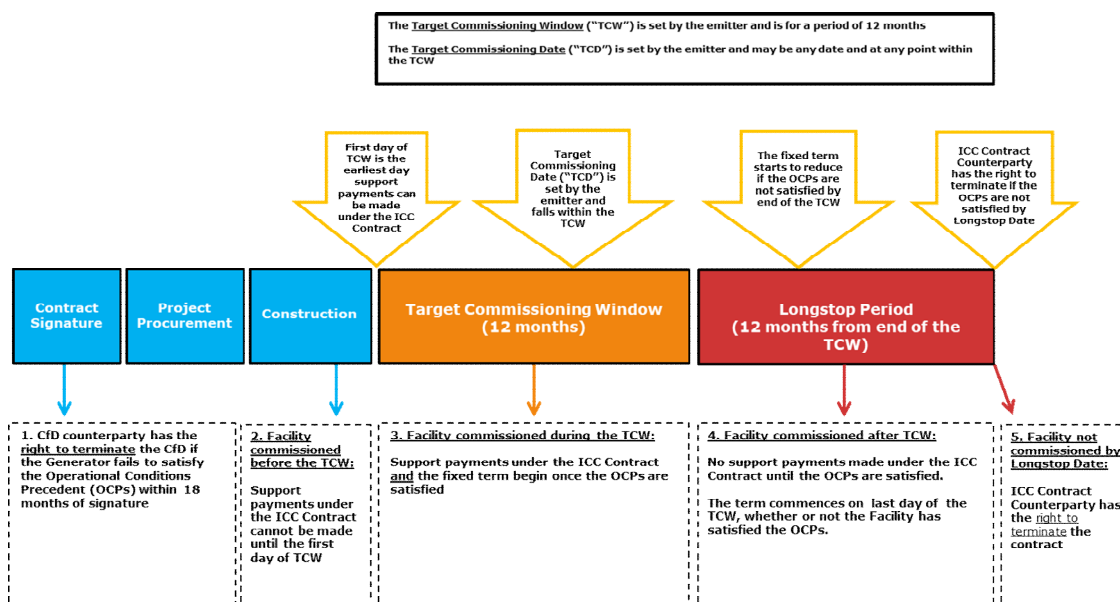 The Target Commissioning Window (“TCW”) is set by the emitter and is for a period of 12 months
The Target Commissioning Date (“TCD”) is set by the emitter and may be any date and at any point within
the TCW
First day of
TCW is the
earliest day
support
payments can
be made
under the ICC
Contract
Target
Commissioning
Date (“TCD”) is
set by the
emitter and
falls within the
TCW
The fixed term
starts to reduce
if the OCPs are
not satisfied by
end of the TCW
ICC Contract
Counterparty
has the right to
terminate if the
OCPs are not
satisfied by
Longstop Date
Contract
Signature
Project
Procurement
Construction
Target Commissioning Window
(12 months)
Longstop Period
(12 months from end of the
TCW)
1. CfD counterparty has the
right to terminate the CfD if
the Generator fails to satisfy
the Operational Conditions
Precedent (OCPs) within 18
months of signature
2. Facility
commissioned
before the TCW:
Support
payments under
the ICC Contract
cannot be made
until the first
day of TCW
3. Facility commissioned during the TCW:
Support payments under the ICC Contract
and the fixed term begin once the OCPs are
satisfied
4. Facility commissioned after TCW:
No support payments made under the ICC
Contract until the OCPs are satisfied.
The term commences on last day of the
TCW, whether or not the Facility has
satisfied the OCPs.
5. Facility not
commissioned by
Longstop Date:
ICC Contract
Counterparty has
the right to
terminate the
contract